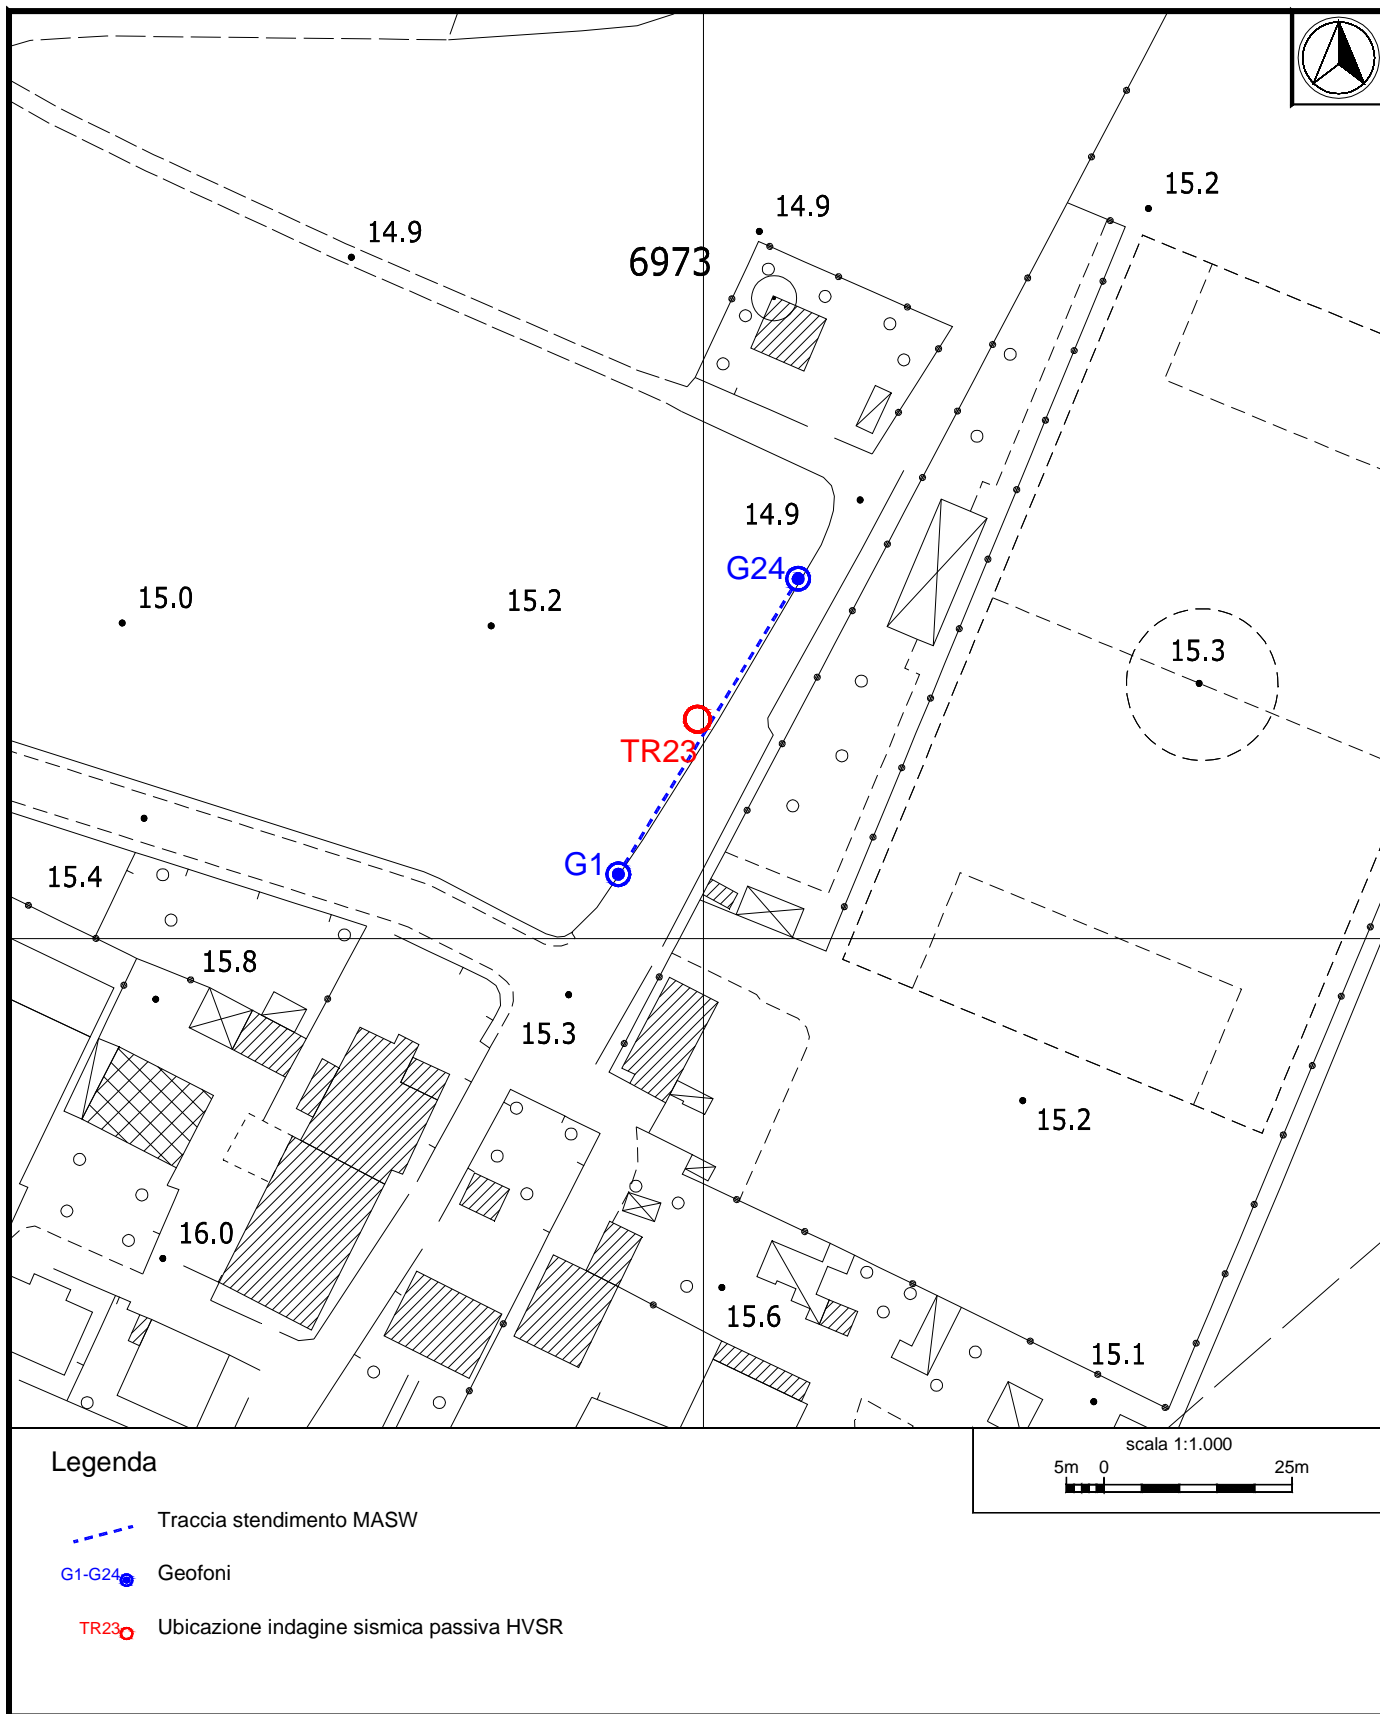 15.2
14.9
14.9
6973
14.9
G24
15.0
15.2
15.3
TR23
G1
15.4
15.8
15.3
15.2
16.0
15.6
15.1
scala 1:1.000
5m 0 25m
Legenda
Traccia stendimento MASW
G1-G24 Geofoni
TR23 Ubicazione indagine sismica passiva HVSR